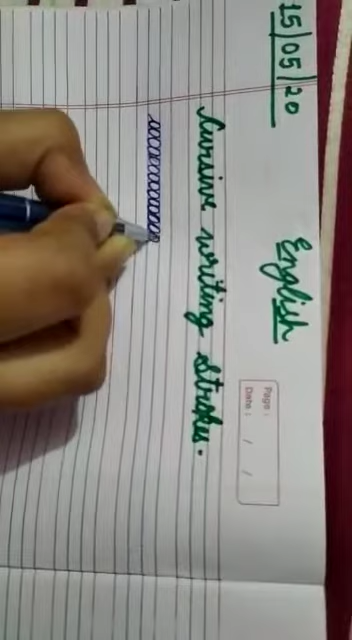 15/05/20
English
Page :
Date : / /
Cursive writing strokes.